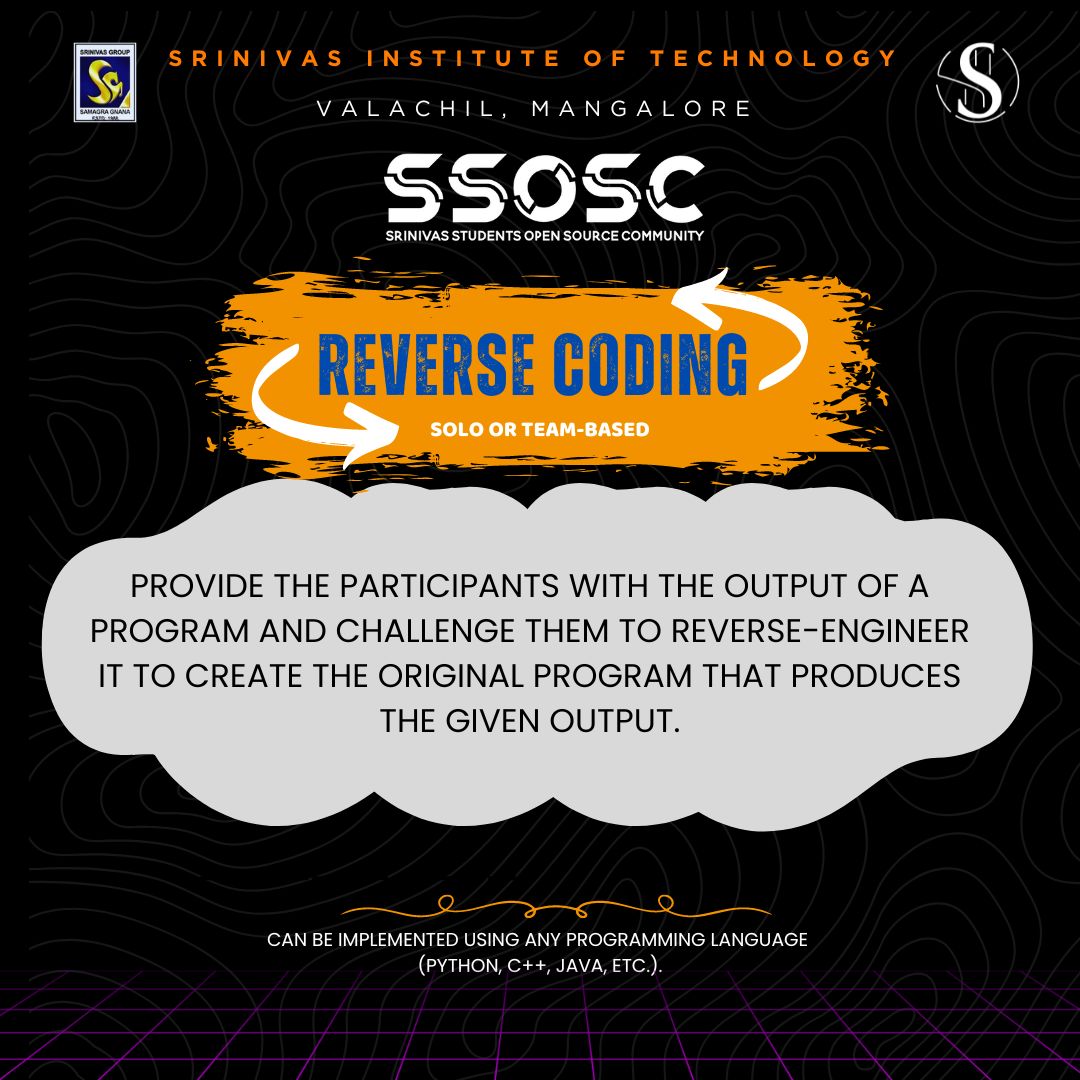 SRINIVAS GROUP
SAMAGRA GNANA
ESTD: 1988
SRINIVAS INSTITUTE OF TECHNOLOGY
VALACHIL, MANGALORE
S
SSOSC
SRINIVAS STUDENTS OPEN SOURCE COMMUNITY
REVERSE CODING
SOLO OR TEAM-BASED
PROVIDE THE PARTICIPANTS WITH THE OUTPUT OF A
PROGRAM AND CHALLENGE THEM TO REVERSE-ENGINEER
IT TO CREATE THE ORIGINAL PROGRAM THAT PRODUCES
THE GIVEN OUTPUT.
CAN BE IMPLEMENTED USING ANY PROGRAMMING LANGUAGE
(PYTHON, C++, JAVA, ETC.).